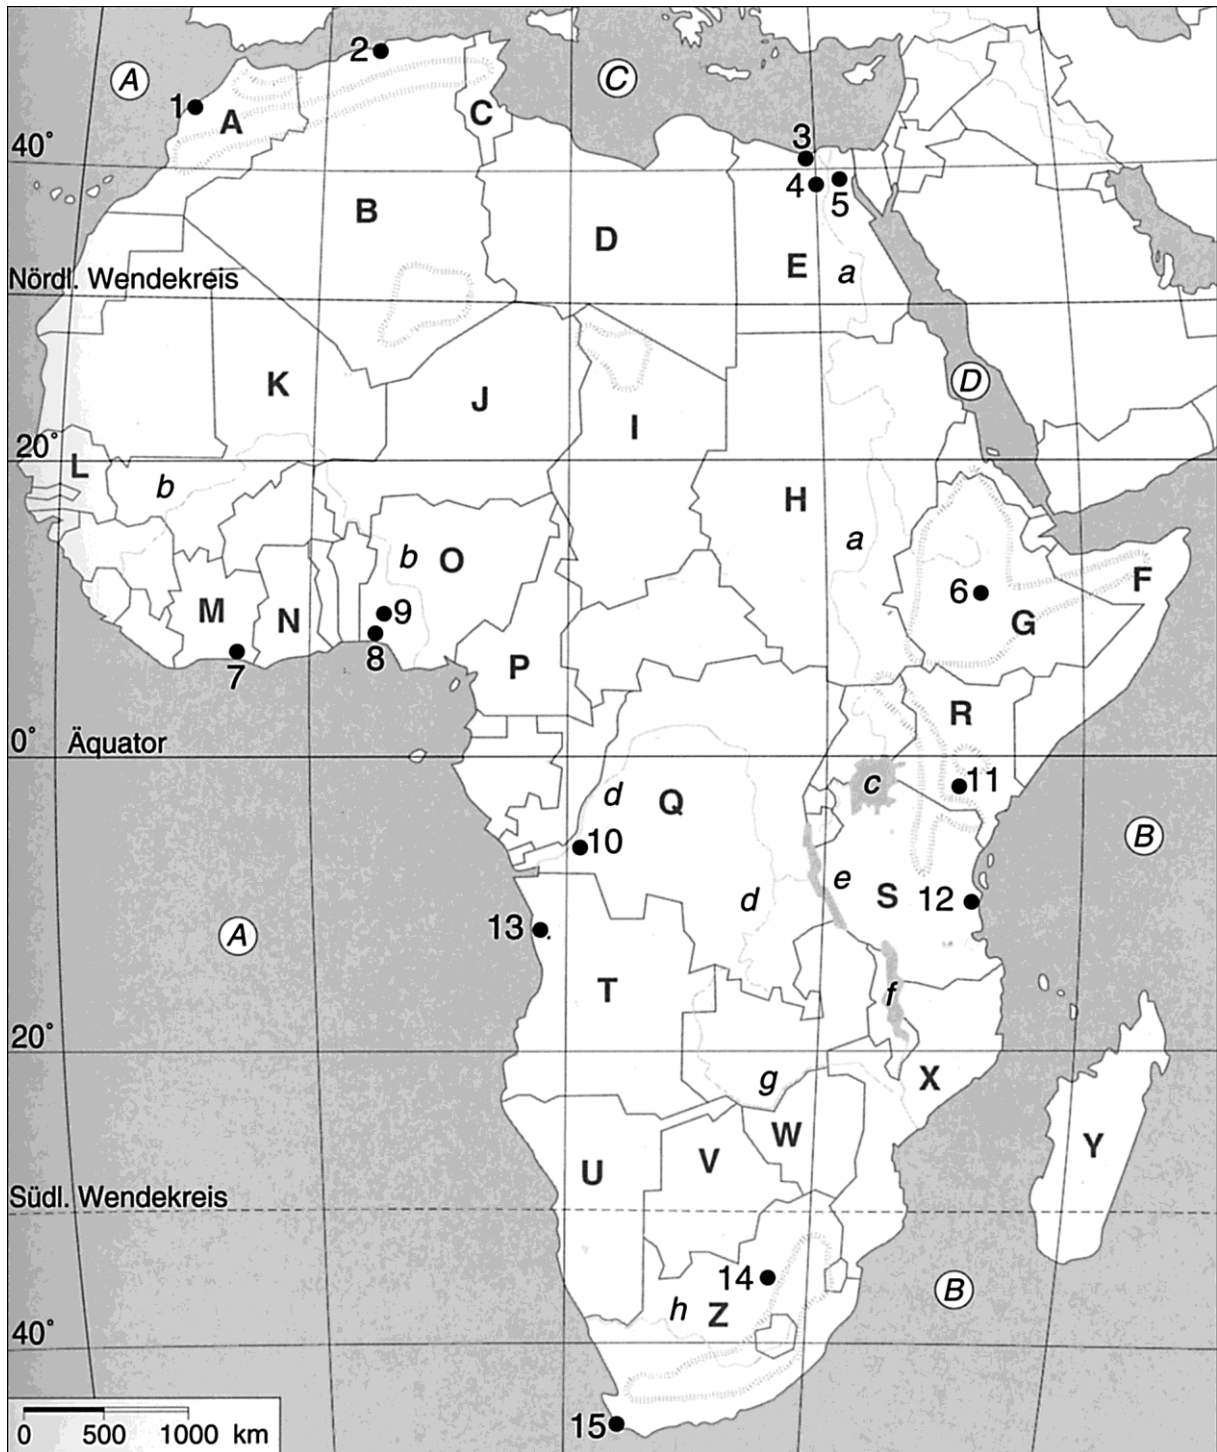 2
A
C
1
A
C
3
40°
4
5
B
D
E
a
Nördl. Wendekreis
D
K
J
I
20°
L
b
H
a
b
O
F
6
G
M
N
9
8
7
P
R
0° Äquator
c
11
d
Q
B
10
e
S
12
d
13
A
T
f
20°
g
X
W
Y
V
U
Südl. Wendekreis
14
B
h
Z
40°
15
0 500 1000 km